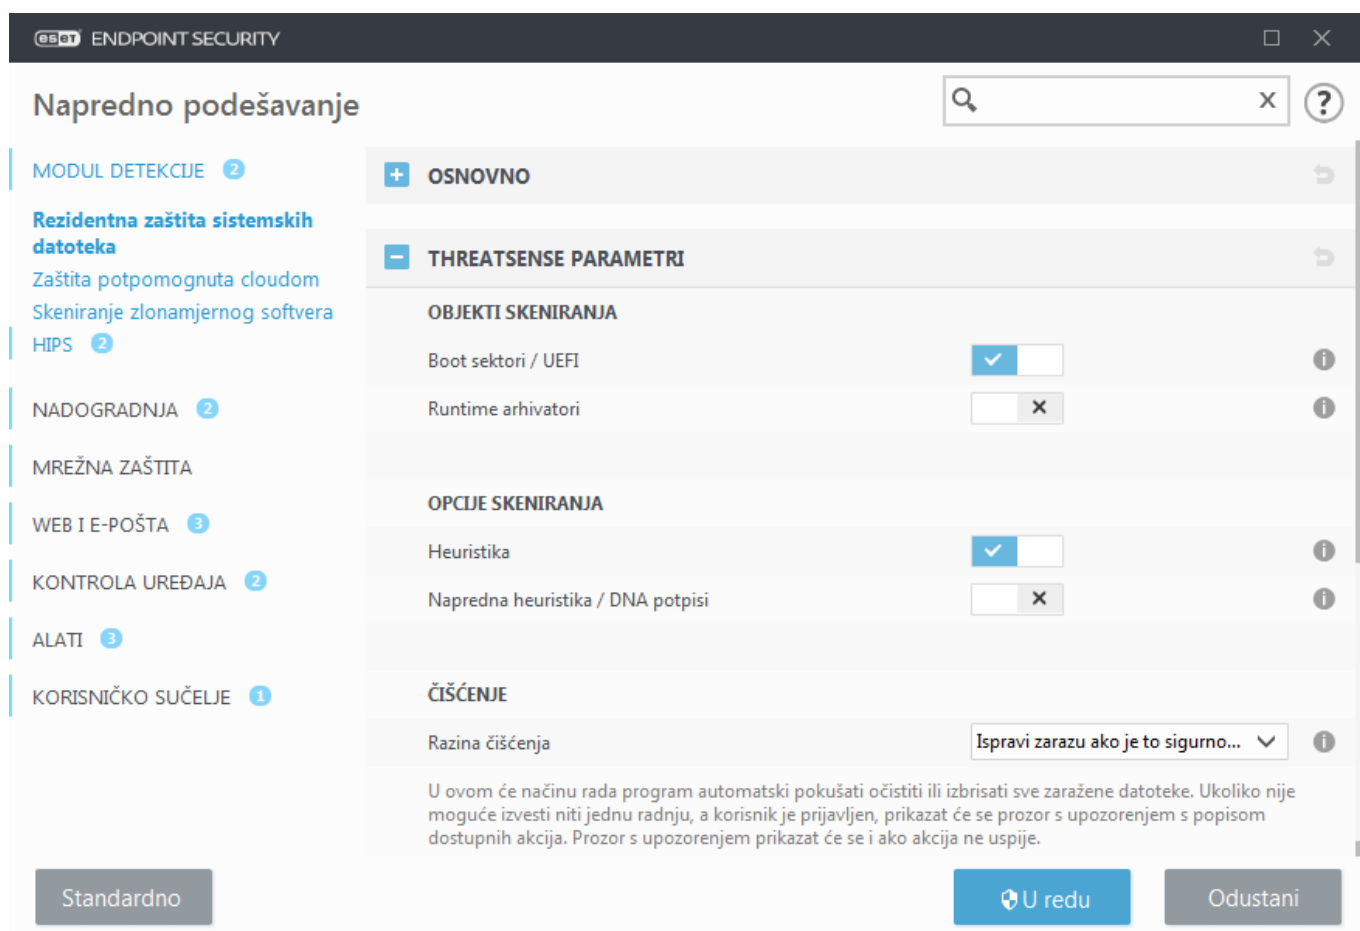 eset ENDPOINT SECURITY
Napredno podešavanje
MODUL DETEKCIJE 2
Rezidentna zaštita sistemskih
datoteka
Zaštita potpomognuta cloudom
Skeniranje zlonamjernog softvera
HIPS 2
NADOGRADNJA 2
MREŽNA ZAŠTITA
WEB I E-POŠTA 3
KONTROLA UREĐAJA 2
ALATI 3
KORISNIČKO SUČELJE 1
OSNOVNO
THREATSENSE PARAMETRI
OBJEKTI SKENIRANJA
Boot sektori / UEFI
Runtime arhivatori
OPCIJE SKENIRANJA
Heuristika
Napredna heuristika / DNA potpisi
ČIŠĆENJE
Razina čišćenja
Ispravi zarazu ako je to sigurno...
U ovom će načinu rada program automatski pokušati očistiti ili izbrisati sve zaražene datoteke. Ukoliko nije
moguće izvesti niti jednu radnju, a korisnik je prijavljen, prikazat će se prozor s upozorenjem s popisom
dostupnih akcija. Prozor s upozorenjem prikazat će se i ako akcija ne uspije.
Standardno
U redu
Odustani